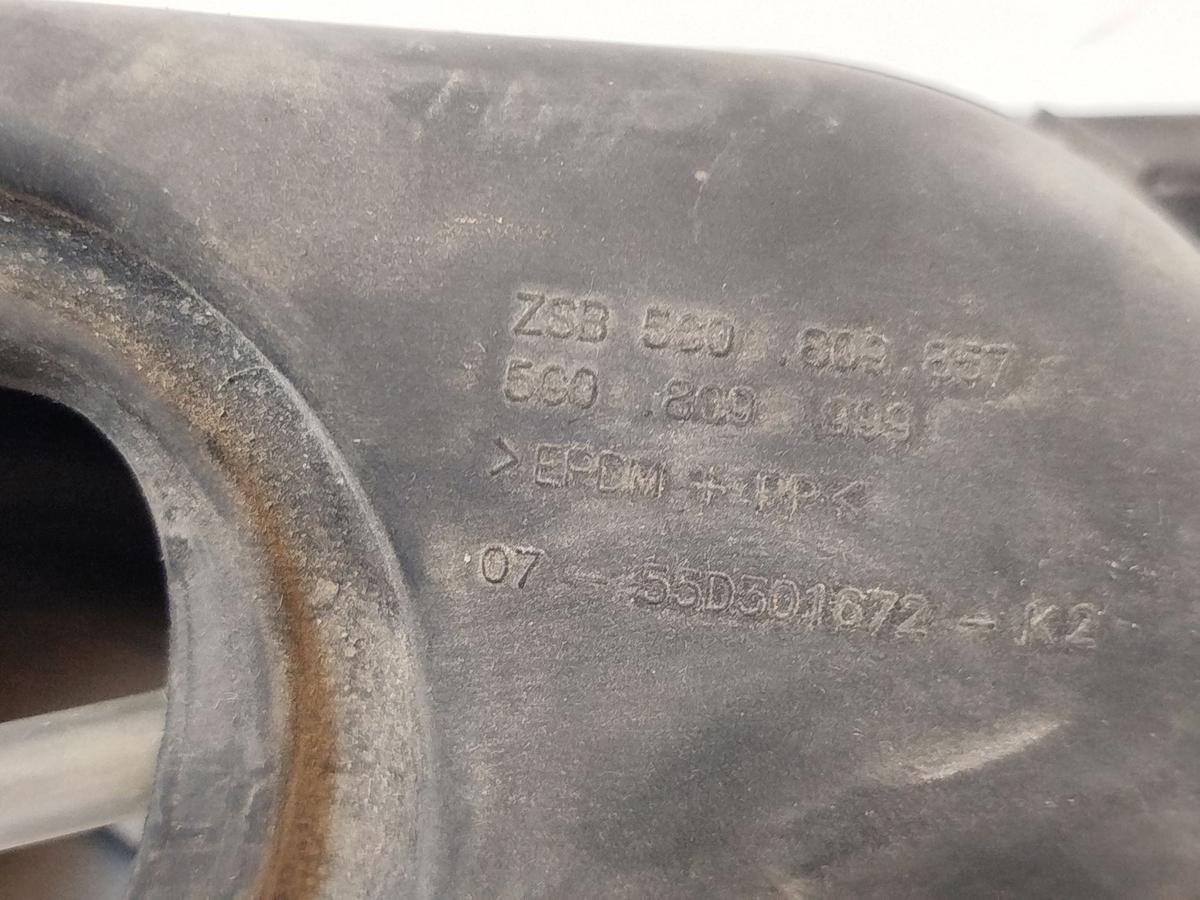 ZSB 5G0 .809.857
5G0 .809 .999
>EPDM + PP<
07 - 55D301672 - K2